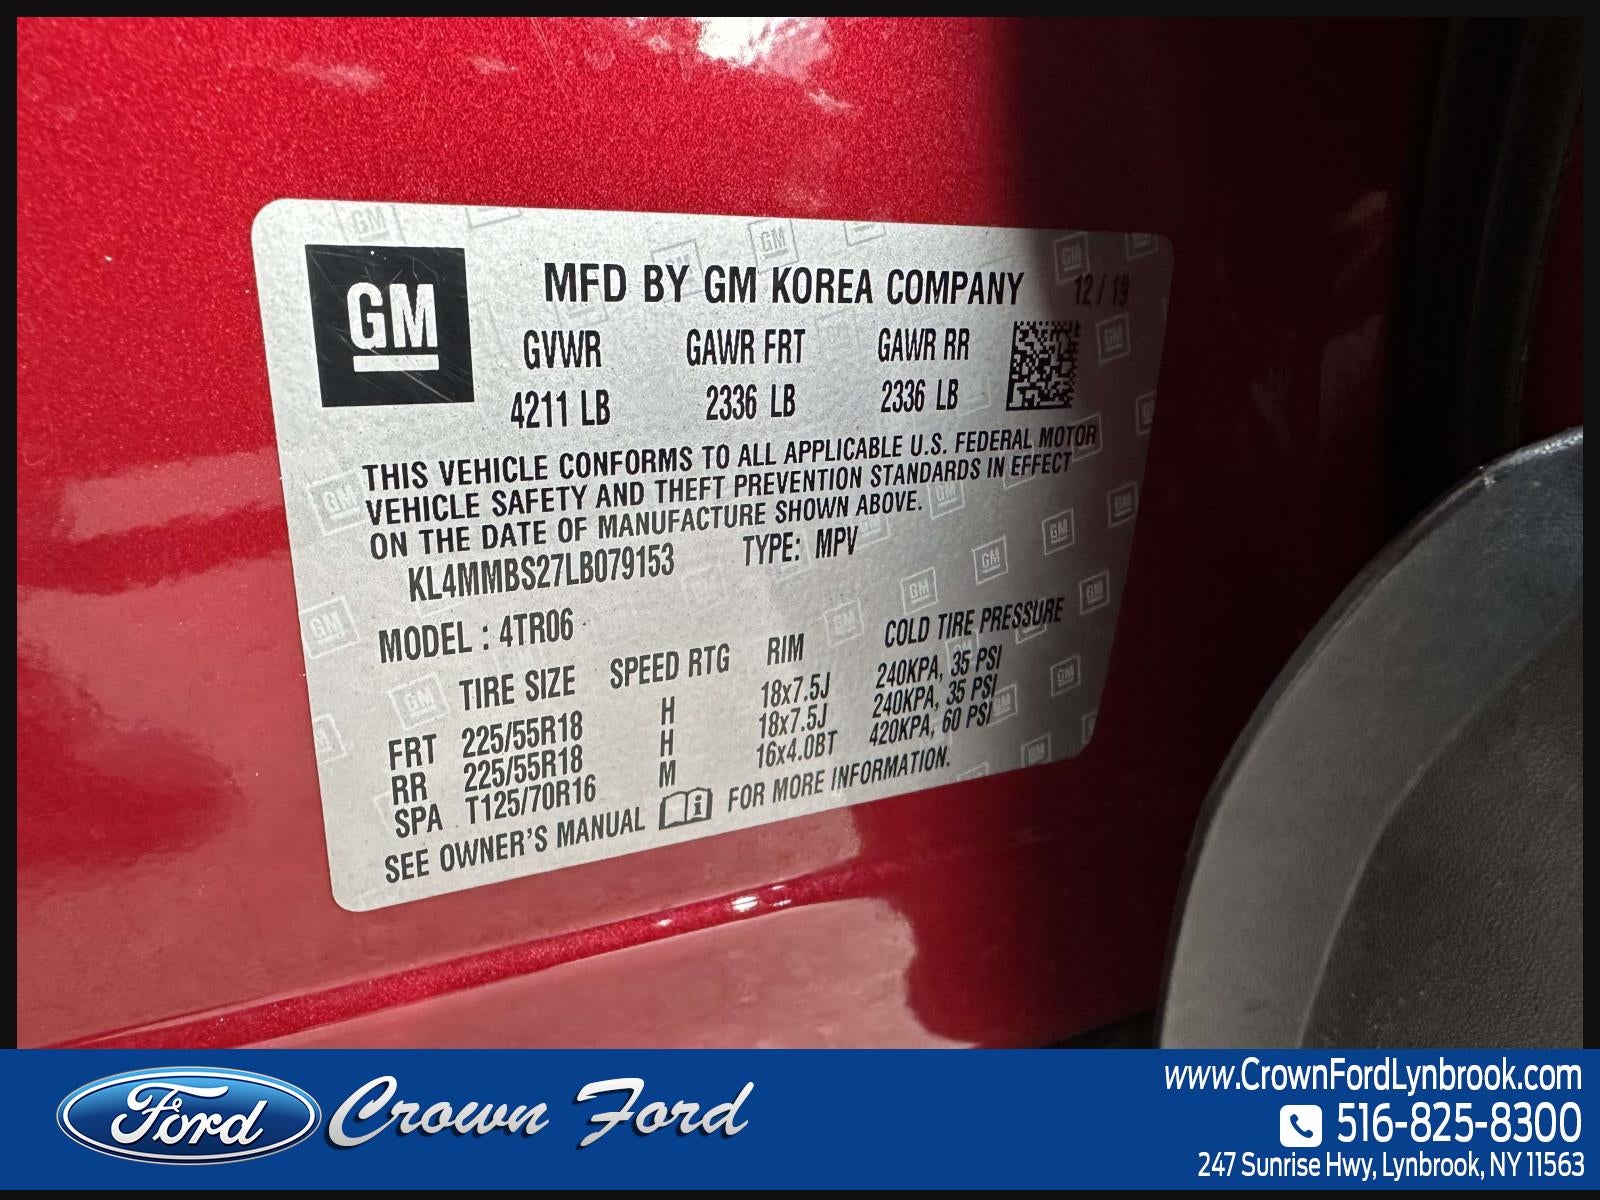 GM
MFD BY GM KOREA COMPANY 12 / 19
GVWR GAWR FRT GAWR RR
4211 LB 2336 LB 2336 LB
THIS VEHICLE CONFORMS TO ALL APPLICABLE U.S. FEDERAL MOTOR
VEHICLE SAFETY AND THEFT PREVENTION STANDARDS IN EFFECT
ON THE DATE OF MANUFACTURE SHOWN ABOVE.
KL4MMBS27LB079153 TYPE: MPV
MODEL : 4TR06
TIRE SIZE SPEED RTG RIM COLD TIRE PRESSURE
FRT 225/55R18 H 18x7.5J 240KPA, 35 PSI
RR 225/55R18 H 18x7.5J 240KPA, 35 PSI
SPA T125/70R16 M 16x4.0BT 420KPA, 60 PSI
SEE OWNER'S MANUAL i FOR MORE INFORMATION.
Ford Crown Ford
www.CrownFordLynbrook.com
516-825-8300
247 Sunrise Hwy, Lynbrook, NY 11563